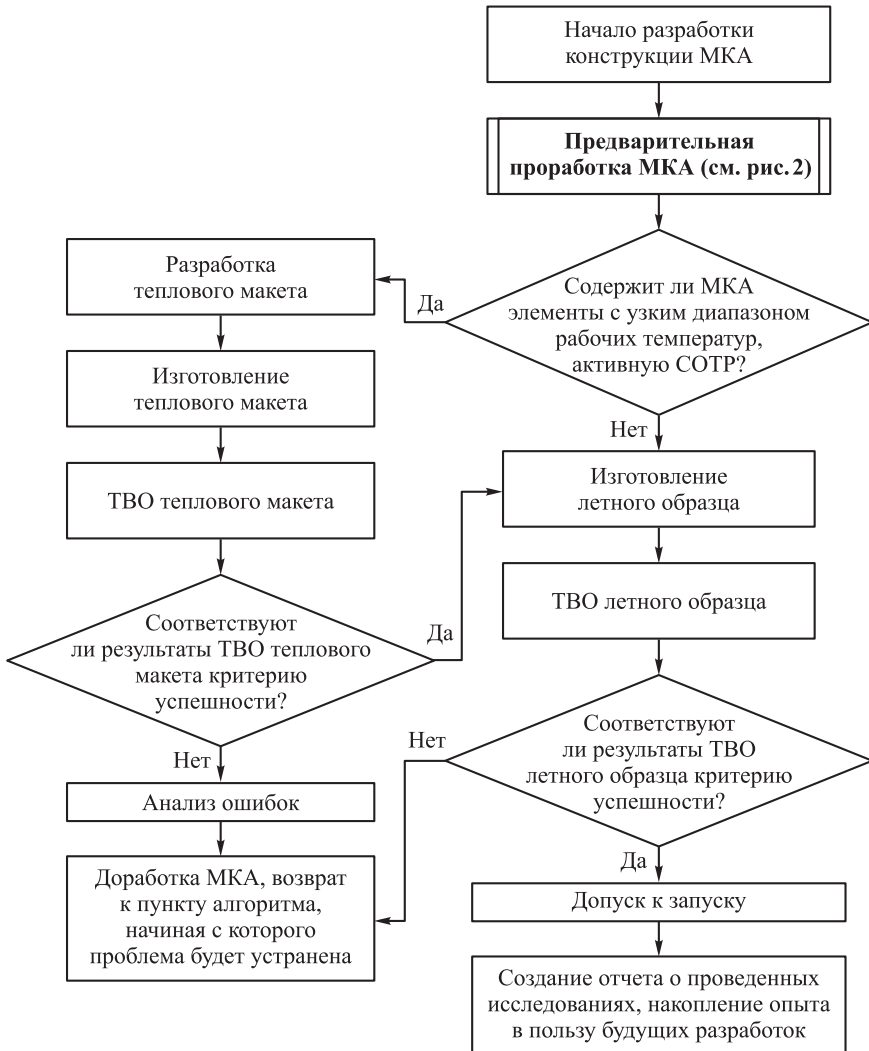 Начало разработки
конструкции МКА
Предварительная
проработка МКА (см. рис. 2)
Содержит ли МКА
элементы с узким диапазоном
рабочих температур,
активную СОТР?
Да
Нет
Разработка
теплового макета
Изготовление
теплового макета
ТВО теплового макета
Соответствуют
ли результаты ТВО теплового
макета критерию
успешности?
Да
Нет
Анализ ошибок
Доработка МКА, возврат
к пункту алгоритма,
начиная с которого
проблема будет устранена
Изготовление
летного образца
ТВО летного образца
Соответствуют
ли результаты ТВО
летного образца критерию
успешности?
Нет
Да
Допуск к запуску
Создание отчета о проведенных
исследованиях, накопление опыта
в пользу будущих разработок